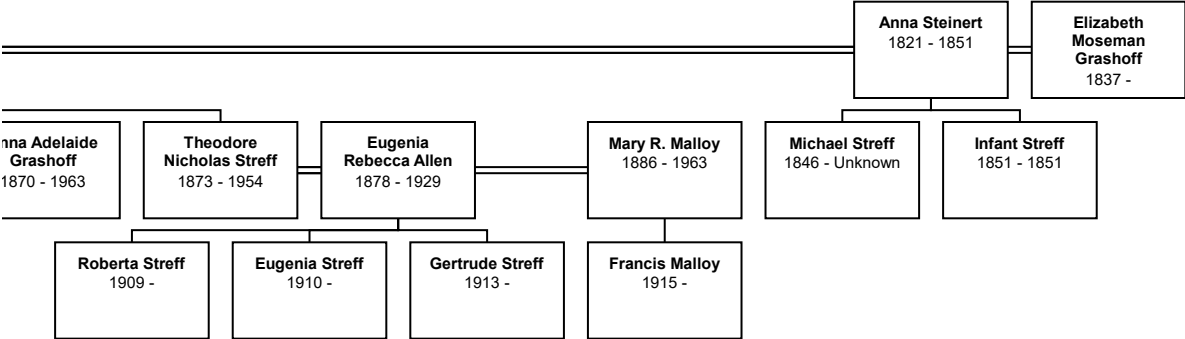 Anna Steinert
1821 - 1851
Elizabeth
Moseman
Grashoff
1837 -
nna Adelaide
Grashoff
1870 - 1963
Theodore
Nicholas Streff
1873 - 1954
Eugenia
Rebecca Allen
1878 - 1929
Mary R. Malloy
1886 - 1963
Michael Streff
1846 - Unknown
Infant Streff
1851 - 1851
Roberta Streff
1909 -
Eugenia Streff
1910 -
Gertrude Streff
1913 -
Francis Malloy
1915 -